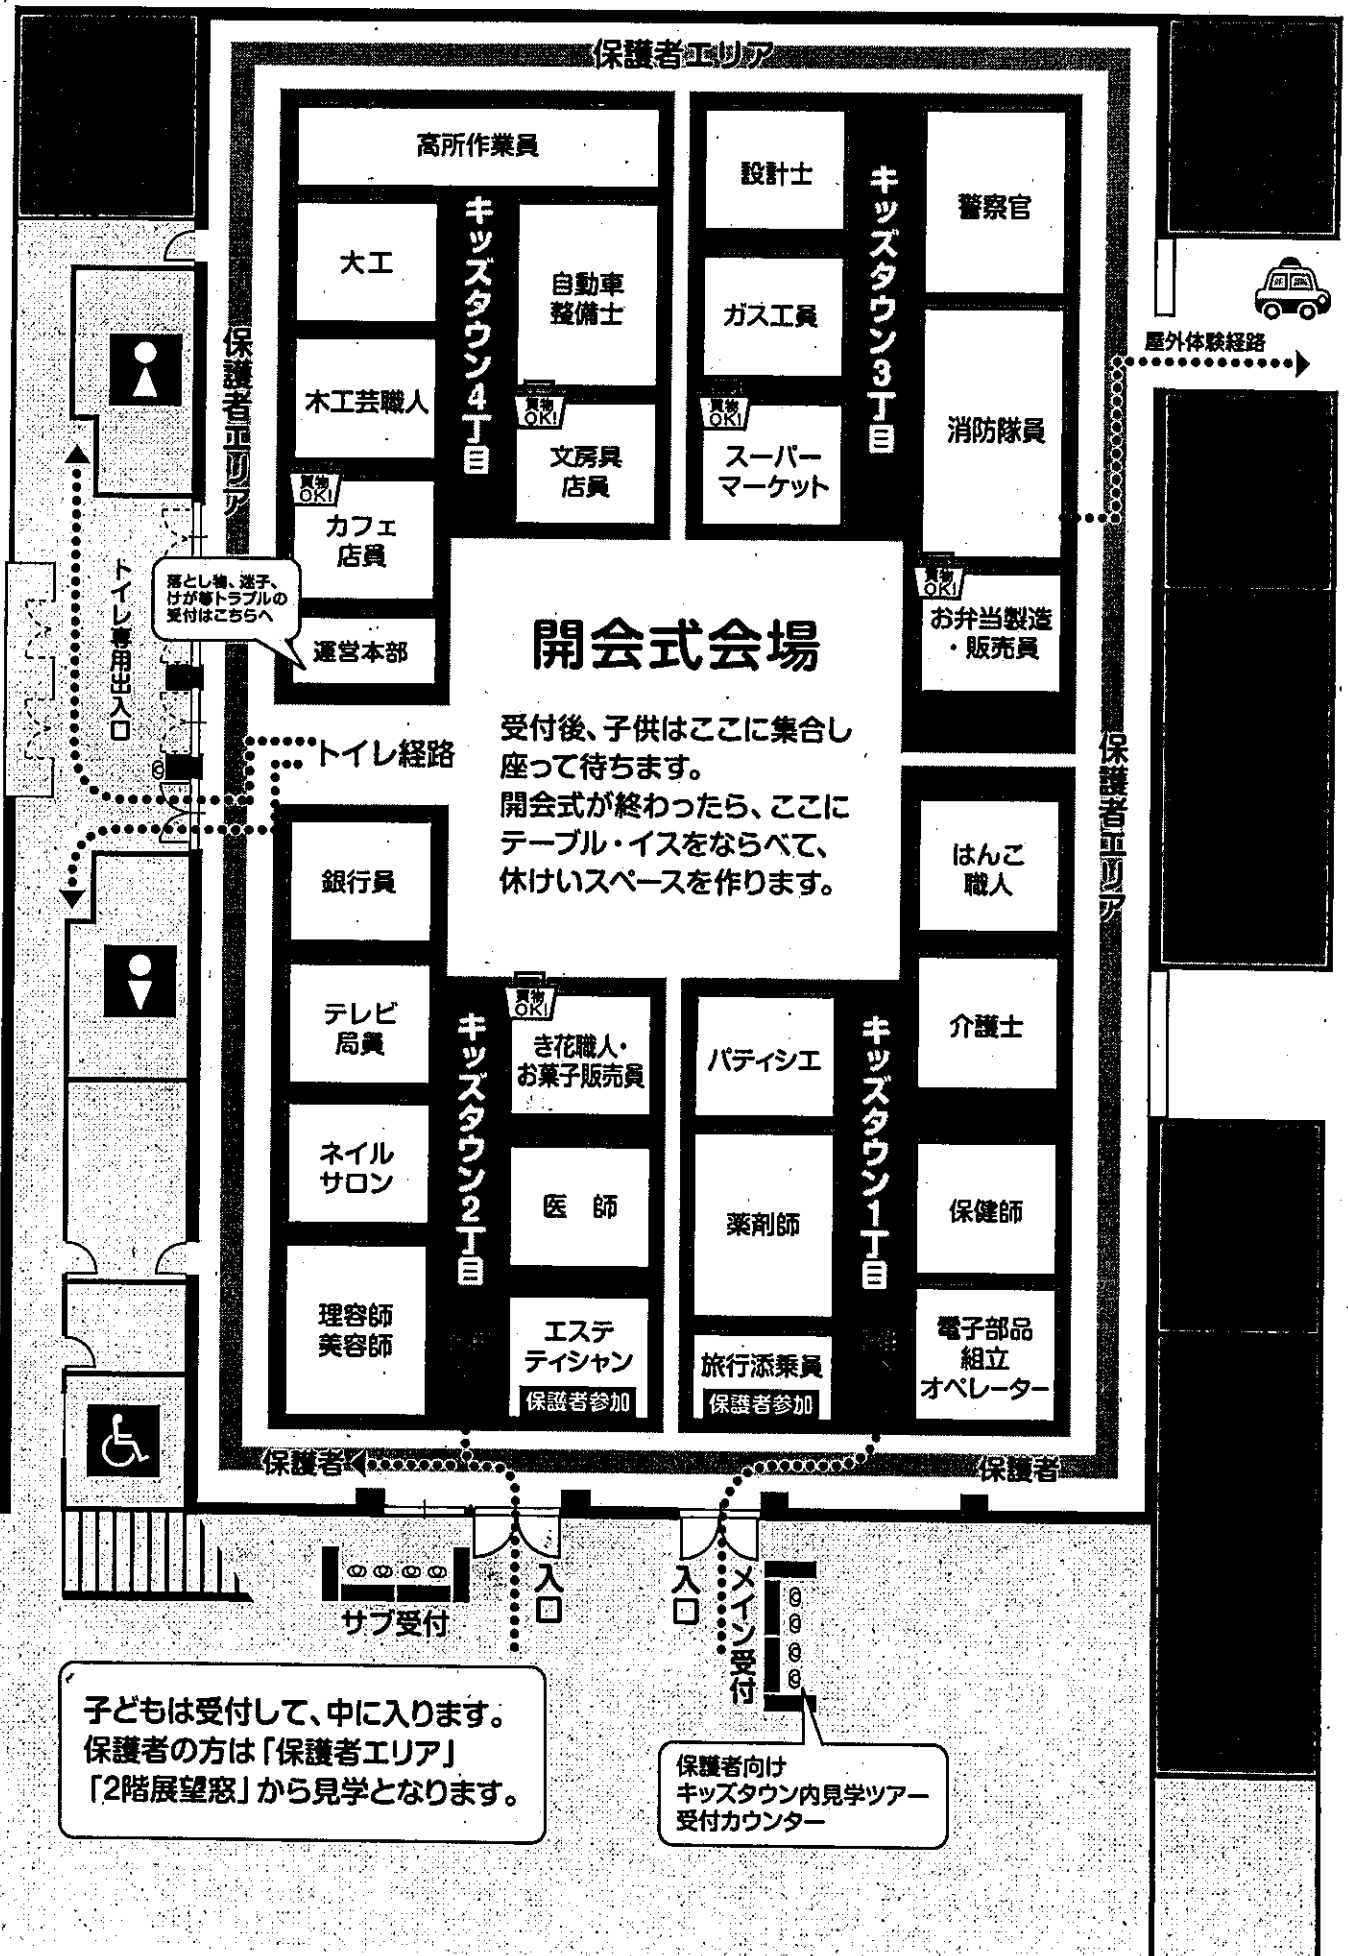 保護者エリア
高所作業員
大工
木工芸職人
買物
OK!
カフェ
店員
運営本部
落とし物、迷子、
けが等トラブルの
受付はこちらへ
キッズタウン4丁目
自動車
整備士
買物
OK!
文房具
店員
設計士
ガス工員
買物
OK!
スーパー
マーケット
キッズタウン3丁目
警察官
消防隊員
買物
OK!
お弁当製造
・販売員
屋外体験経路
保護者エリア
保護者エリア
トイレ専用出入口
トイレ経路
開会式会場
受付後、子供はここに集合し
座って待ちます。
開会式が終わったら、ここに
テーブル・イスをならべて、
休けいスペースを作ります。
銀行員
テレビ
局員
ネイル
サロン
理容師
美容師
キッズタウン2丁目
買物
OK!
き花職人・
お菓子販売員
医 師
エステ
ティシャン
保護者参加
パティシエ
薬剤師
旅行添乗員
保護者参加
キッズタウン1丁目
はんこ
職人
介護士
保健師
電子部品
組立
オペレーター
保護者
保護者
サブ受付
入口
入口
メイン受付
子どもは受付して、中に入ります。
保護者の方は「保護者エリア」
「2階展望窓」から見学となります。
保護者向け
キッズタウン内見学ツアー
受付カウンター